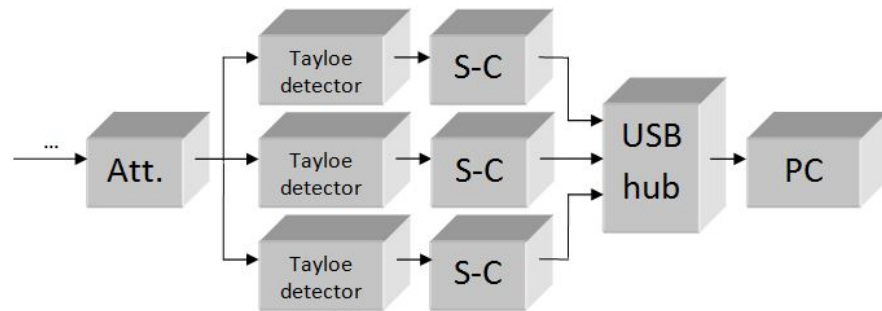 ...
Att.
Tayloe
detector
S-C
Tayloe
detector
S-C
Tayloe
detector
S-C
USB
hub
PC